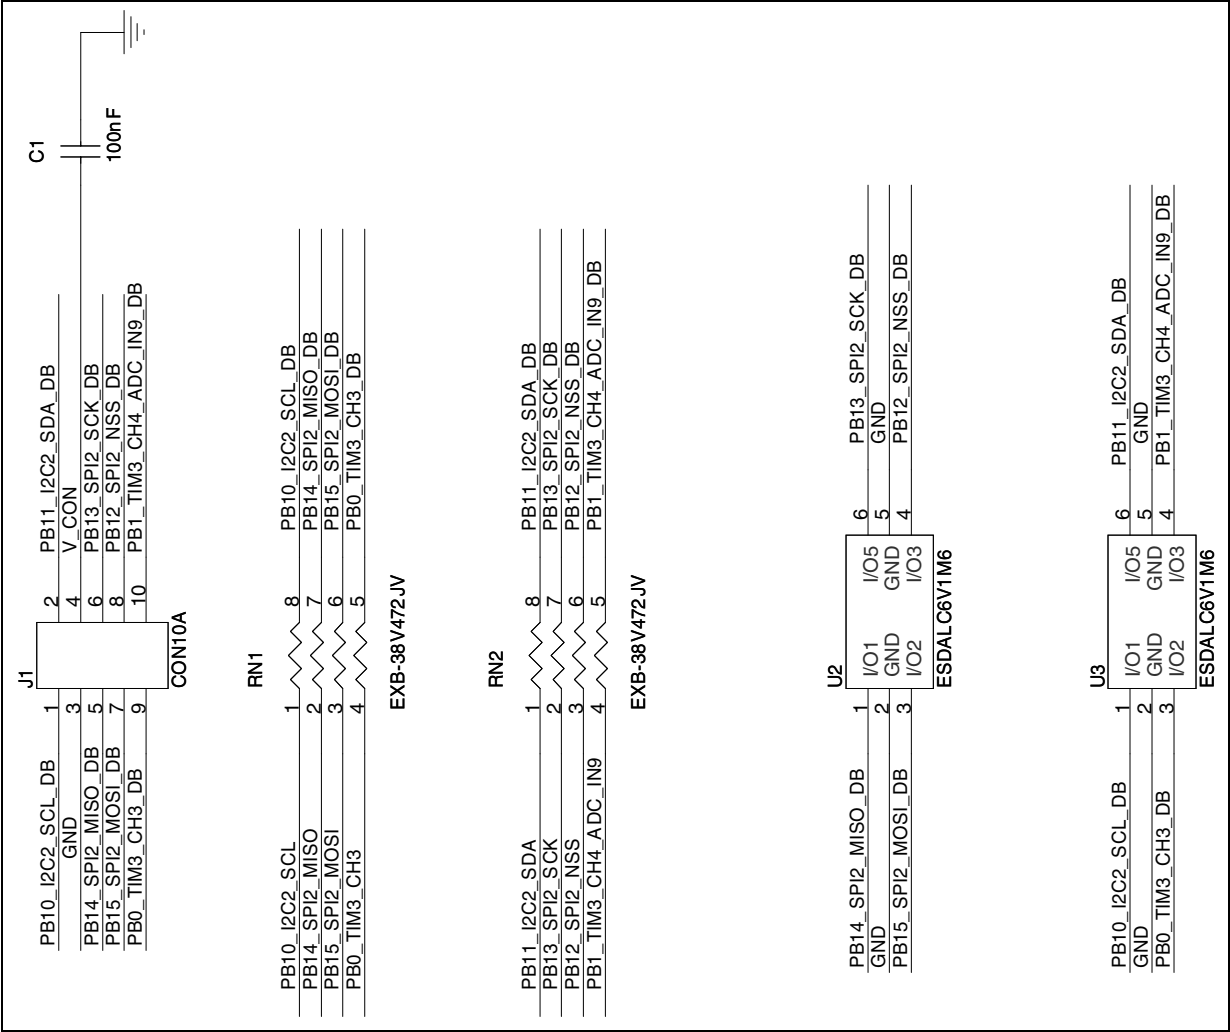 C1
100nF
J1
CON10A
PB10_I2C2_SCL_DB 1
GND 3
PB14_SPI2_MISO_DB 5
PB15_SPI2_MOSI_DB 7
PB0_TIM3_CH3_DB 9
2 PB11_I2C2_SDA_DB
4 V_CON
6 PB13_SPI2_SCK_DB
8 PB12_SPI2_NSS_DB
10 PB1_TIM3_CH4_ADC_IN9_DB
RN1
PB10_I2C2_SCL 1 8 PB10_I2C2_SCL_DB
PB14_SPI2_MISO 2 7 PB14_SPI2_MISO_DB
PB15_SPI2_MOSI 3 6 PB15_SPI2_MOSI_DB
PB0_TIM3_CH3 4 5 PB0_TIM3_CH3_DB
EXB-38V472JV
RN2
PB11_I2C2_SDA 1 8 PB11_I2C2_SDA_DB
PB13_SPI2_SCK 2 7 PB13_SPI2_SCK_DB
PB12_SPI2_NSS 3 6 PB12_SPI2_NSS_DB
PB1_TIM3_CH4_ADC_IN9 4 5 PB1_TIM3_CH4_ADC_IN9_DB
EXB-38V472JV
U2
PB14_SPI2_MISO_DB 1 I/O1 I/O5 6 PB13_SPI2_SCK_DB
GND 2 GND GND 5 GND
PB15_SPI2_MOSI_DB 3 I/O2 I/O3 4 PB12_SPI2_NSS_DB
ESDALC6V1M6
U3
PB10_I2C2_SCL_DB 1 I/O1 I/O5 6 PB11_I2C2_SDA_DB
GND 2 GND GND 5 GND
PB0_TIM3_CH3_DB 3 I/O2 I/O3 4 PB1_TIM3_CH4_ADC_IN9_DB
ESDALC6V1M6